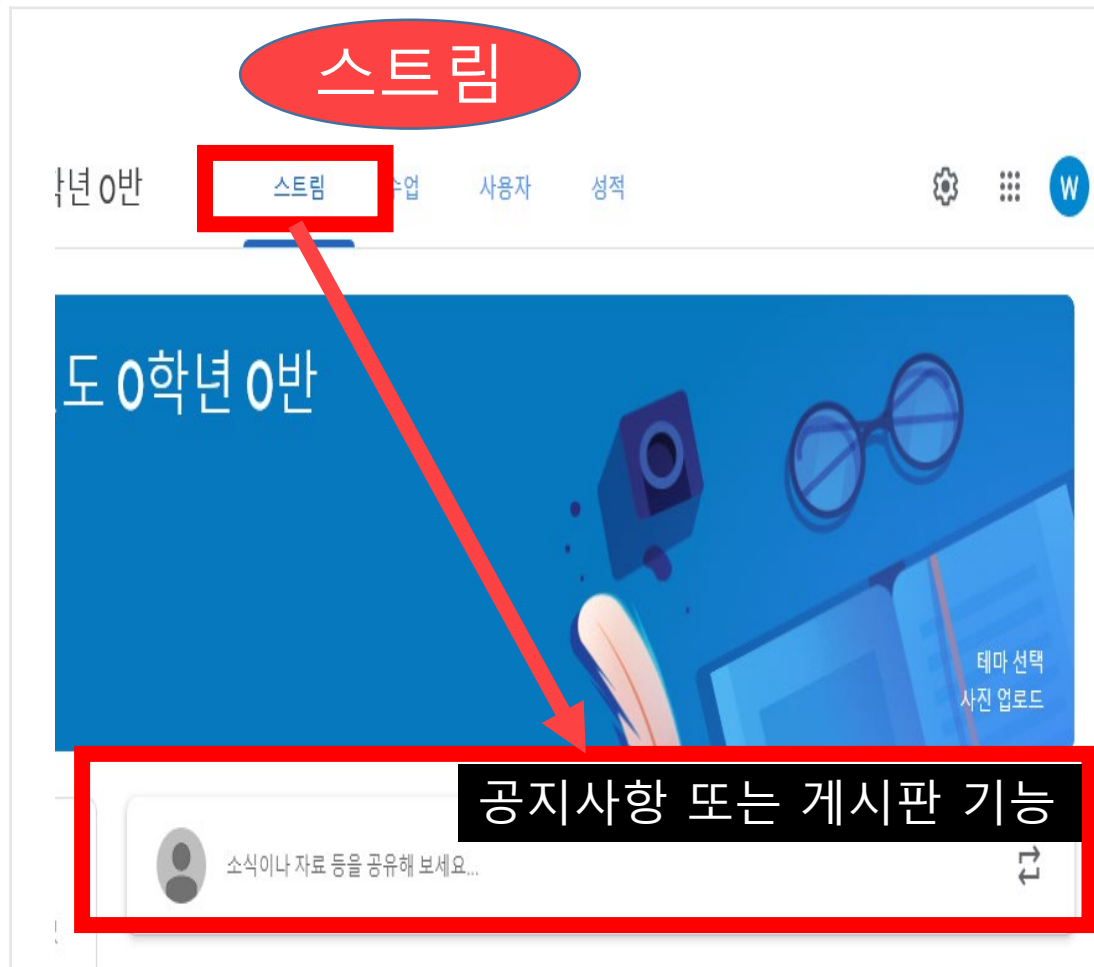 스트림
학년 0반 스트림 수업 사용자 성적 W
도 0학년 0반
테마 선택
사진 업로드
공지사항 또는 게시판 기능
소식이나 자료 등을 공유해 보세요...